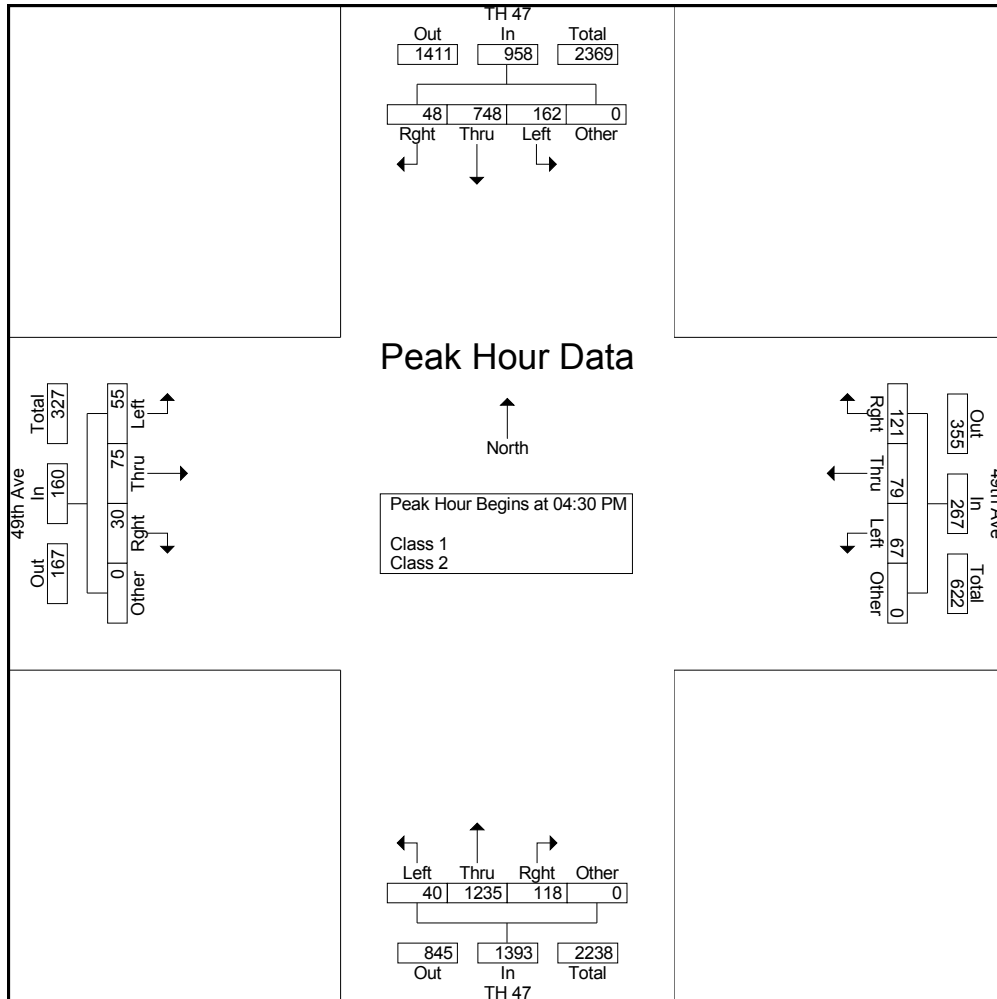 TH 47
Out In Total
1411 958 2369
48 748 162 0
Rght Thru Left Other
Peak Hour Data
North
Peak Hour Begins at 04:30 PM
Class 1
Class 2
49th Ave
Total In Out
327 160 167
55 75 30 0
Left Thru Rght Other
Rght Thru Left Other
121 79 67 0
355 267 622
Out In Total
49th Ave
Left Thru Rght Other
40 1235 118 0
845 1393 2238
Out In Total
TH 47